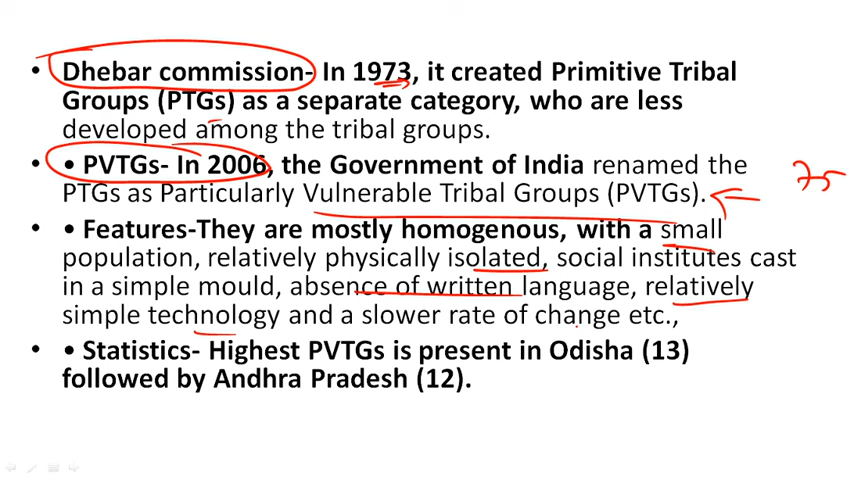 • Dhebar commission- In 1973, it created Primitive Tribal
Groups (PTGs) as a separate category, who are less
developed among the tribal groups.
• • PVTGs- In 2006, the Government of India renamed the
PTGs as Particularly Vulnerable Tribal Groups (PVTGs).
75
• • Features-They are mostly homogenous, with a small
population, relatively physically isolated, social institutes cast
in a simple mould, absence of written language, relatively
simple technology and a slower rate of change etc.,
• • Statistics- Highest PVTGs is present in Odisha (13)
followed by Andhra Pradesh (12).